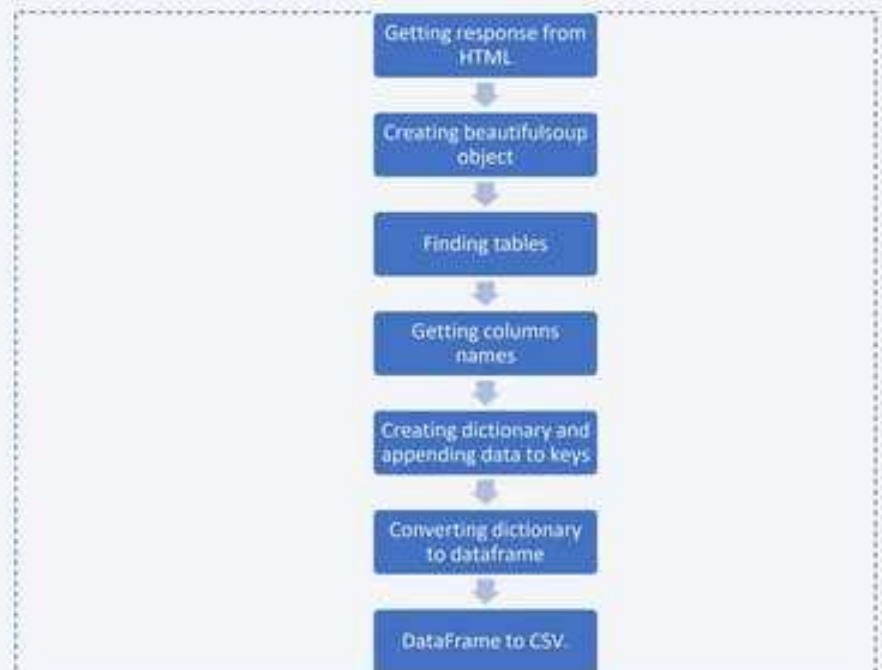 Getting response from
HTML
Creating beautifulsoup
object
Finding tables
Getting columns
names
Creating dictionary and
appending data to keys
Converting dictionary
to dataframe
DataFrame to CSV.